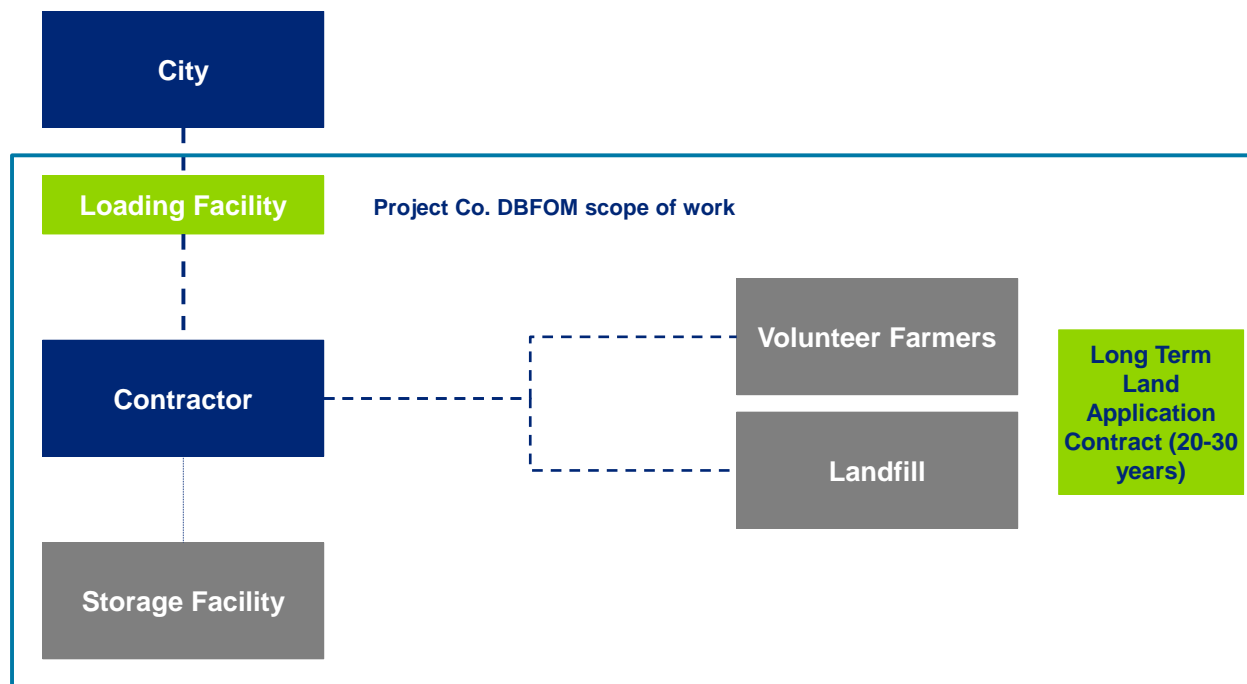 City
Loading Facility
Project Co. DBFOM scope of work
Volunteer Farmers
Long Term
Land
Application
Contract (20-30
years)
Contractor
Landfill
Storage Facility